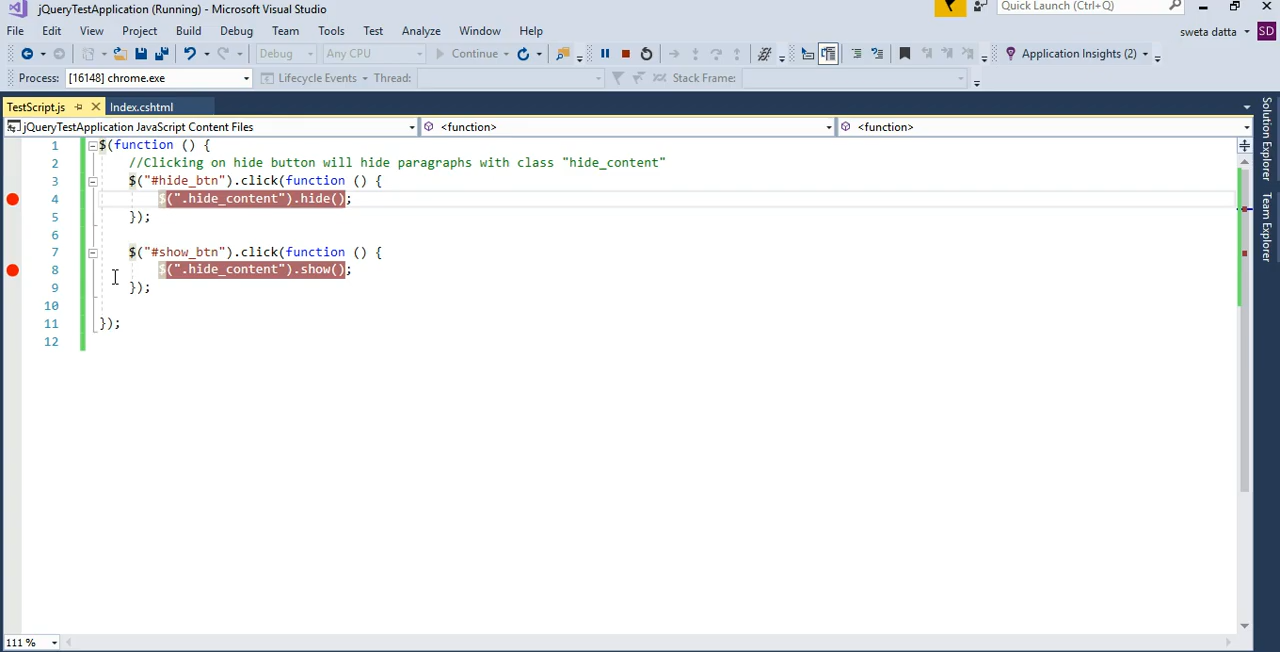 jQueryTestApplication (Running) - Microsoft Visual Studio
Quick Launch (Ctrl+Q)
File Edit View Project Build Debug Team Tools Test Analyze Window Help
sweta datta SD
Debug Any CPU Continue Application Insights (2)
Process: [16148] chrome.exe Lifecycle Events Thread: Stack Frame:
TestScript.js Index.cshtml
jQueryTestApplication JavaScript Content Files <function> <function>
1 $(function () {
2 //Clicking on hide button will hide paragraphs with class "hide_content"
3 $("#hide_btn").click(function () {
4 $(".hide_content").hide();
5 });
6
7 $("#show_btn").click(function () {
8 $(".hide_content").show();
9 });
10
11 });
12
111 %
Solution Explorer
Team Explorer